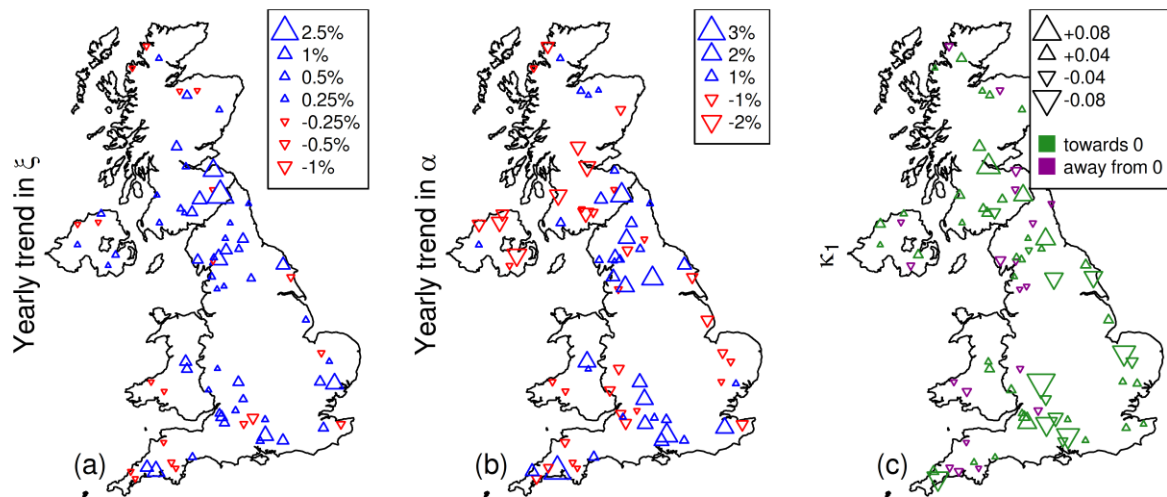 Yearly trend in ξ
2.5%
1%
0.5%
0.25%
-0.25%
-0.5%
-1%
(a)
Yearly trend in α
3%
2%
1%
-1%
-2%
(b)
κ1
+0.08
+0.04
-0.04
-0.08
towards 0
away from 0
(c)